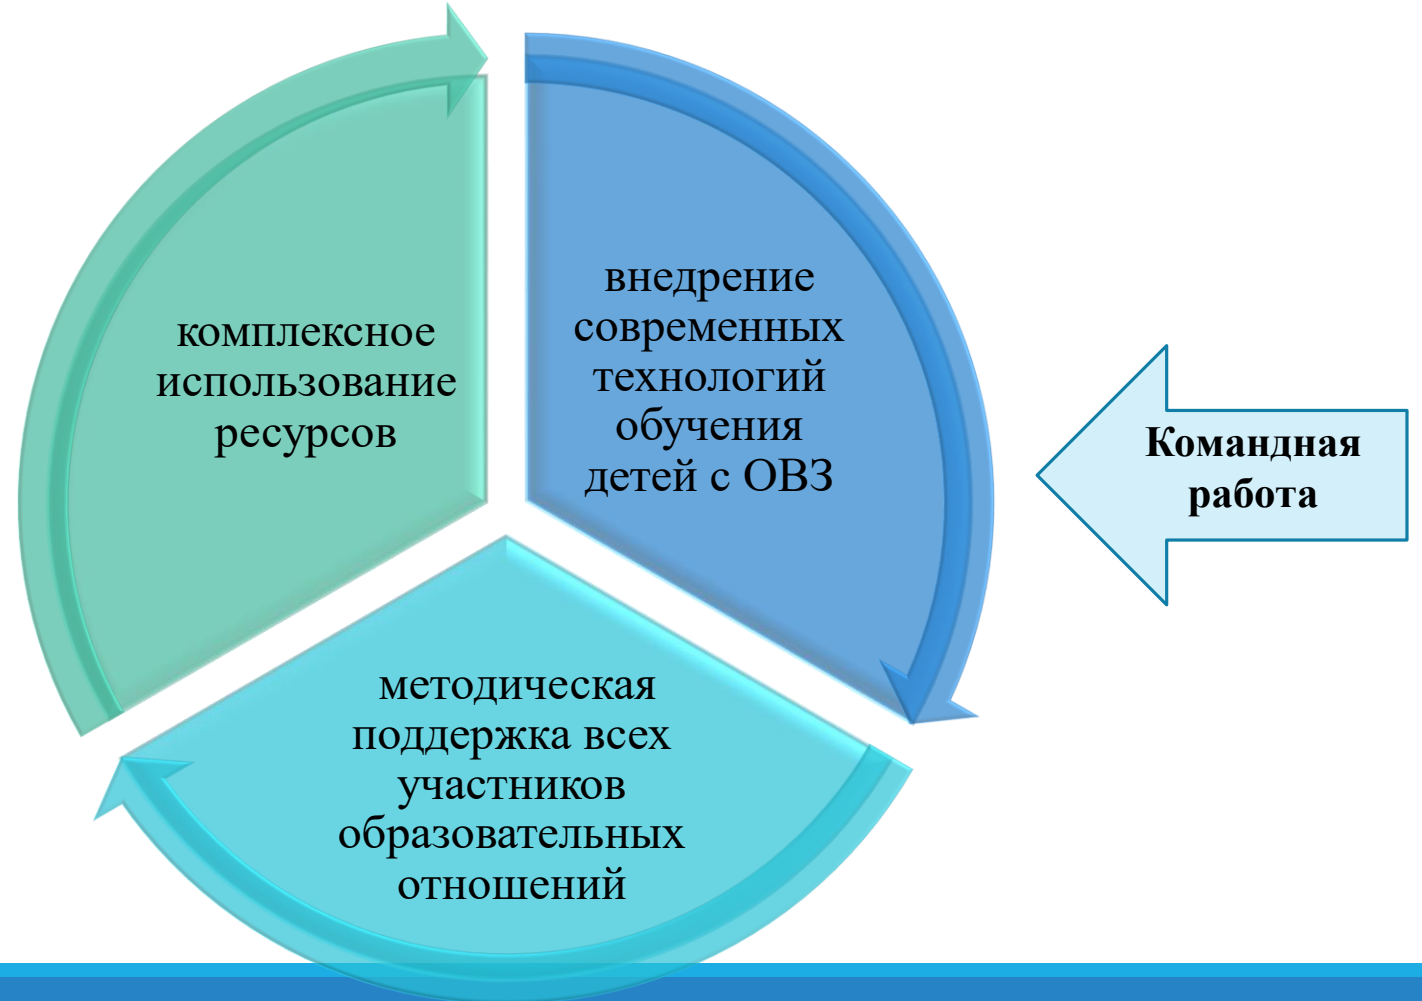 комплексное
использование
ресурсов
внедрение
современных
технологий
обучения
детей с ОВЗ
методическая
поддержка всех
участников
образовательных
отношений
Командная
работа